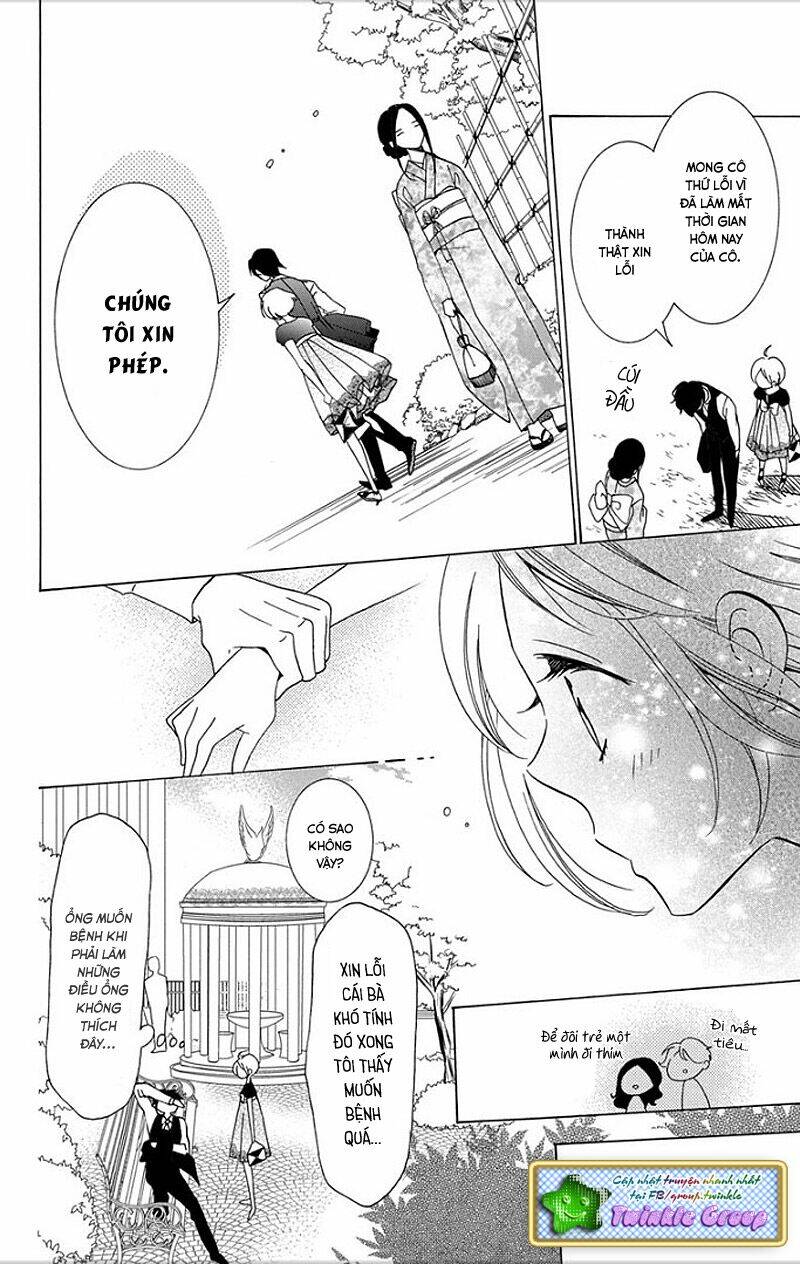 MONG CÔ
THỨ LỖI VÌ
ĐÃ LÀM MẤT
THỜI GIAN
HÔM NAY
CỦA CÔ.
THÀNH
THẬT XIN
LỖI
CÚI
ĐẦU
CHÚNG
TÔI XIN
PHÉP.
Đi mất
tiêu..
Để đôi trẻ một
mình đi thím
CÓ SAO
KHÔNG
VẬY?
XIN LỖI
CÁI BÀ
KHÓ TÍNH
ĐÓ XONG
TÔI THẤY
MUỐN
BỆNH
QUÁ...
ỔNG MUỐN
BỆNH KHI
PHẢI LÀM
NHỮNG
ĐIỀU ỔNG
KHÔNG
THÍCH
ĐÂY...
Cập nhật truyện nhanh nhất
tại FB/group.twinkle
Twinkle Group